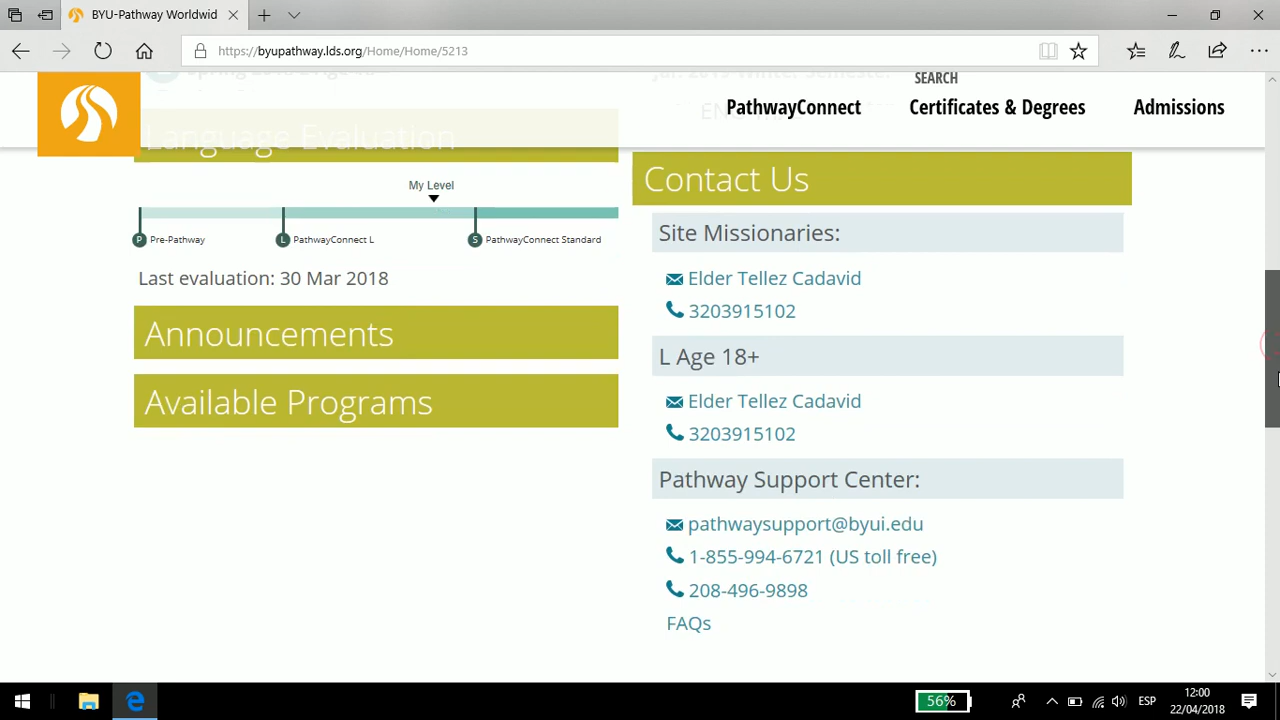 BYU-Pathway Worldwid
https://byupathway.lds.org/Home/Home/5213
SEARCH
PathwayConnect
Certificates & Degrees
Admissions
Language Evaluation
My Level
P Pre-Pathway
L PathwayConnect L
S PathwayConnect Standard
Last evaluation: 30 Mar 2018
Announcements
Available Programs
Contact Us
Site Missionaries:
Elder Tellez Cadavid
3203915102
L Age 18+
Elder Tellez Cadavid
3203915102
Pathway Support Center:
pathwaysupport@byui.edu
1-855-994-6721 (US toll free)
208-496-9898
FAQs
56%
ESP
12:00
22/04/2018